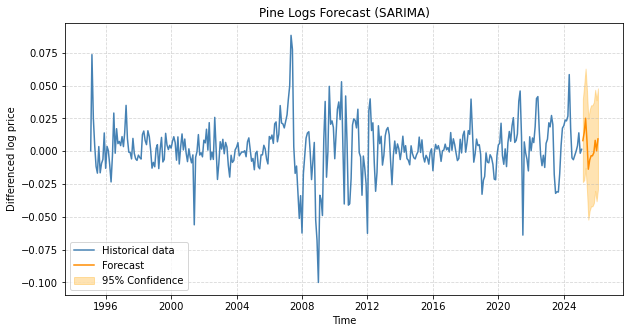 Pine Logs Forecast (SARIMA)
Differenced log price
0.075
0.050
0.025
0.000
−0.025
−0.050
−0.075
−0.100
Historical data
Forecast
95% Confidence
1996
2000
2004
2008
2012
2016
2020
2024
Time